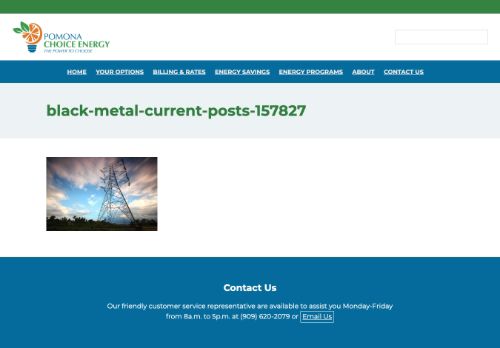 POMONA
CHOICE ENERGY
THE POWER TO CHOOSE
HOME YOUR OPTIONS BILLING & RATES ENERGY SAVINGS ENERGY PROGRAMS ABOUT CONTACT US
black-metal-current-posts-157827
Contact Us
Our friendly customer service representative are available to assist you Monday-Friday
from 8a.m. to 5p.m. at (909) 620-2079 or Email Us